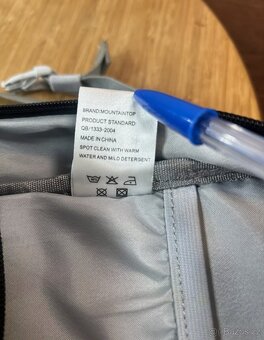 BRAND:MOUNTAINTOP
PRODUCT STANDARD:
QB/1333-2004
MADE IN CHINA
SPOT CLEAN WITH WARM
WATER AND MILD DETERGENT